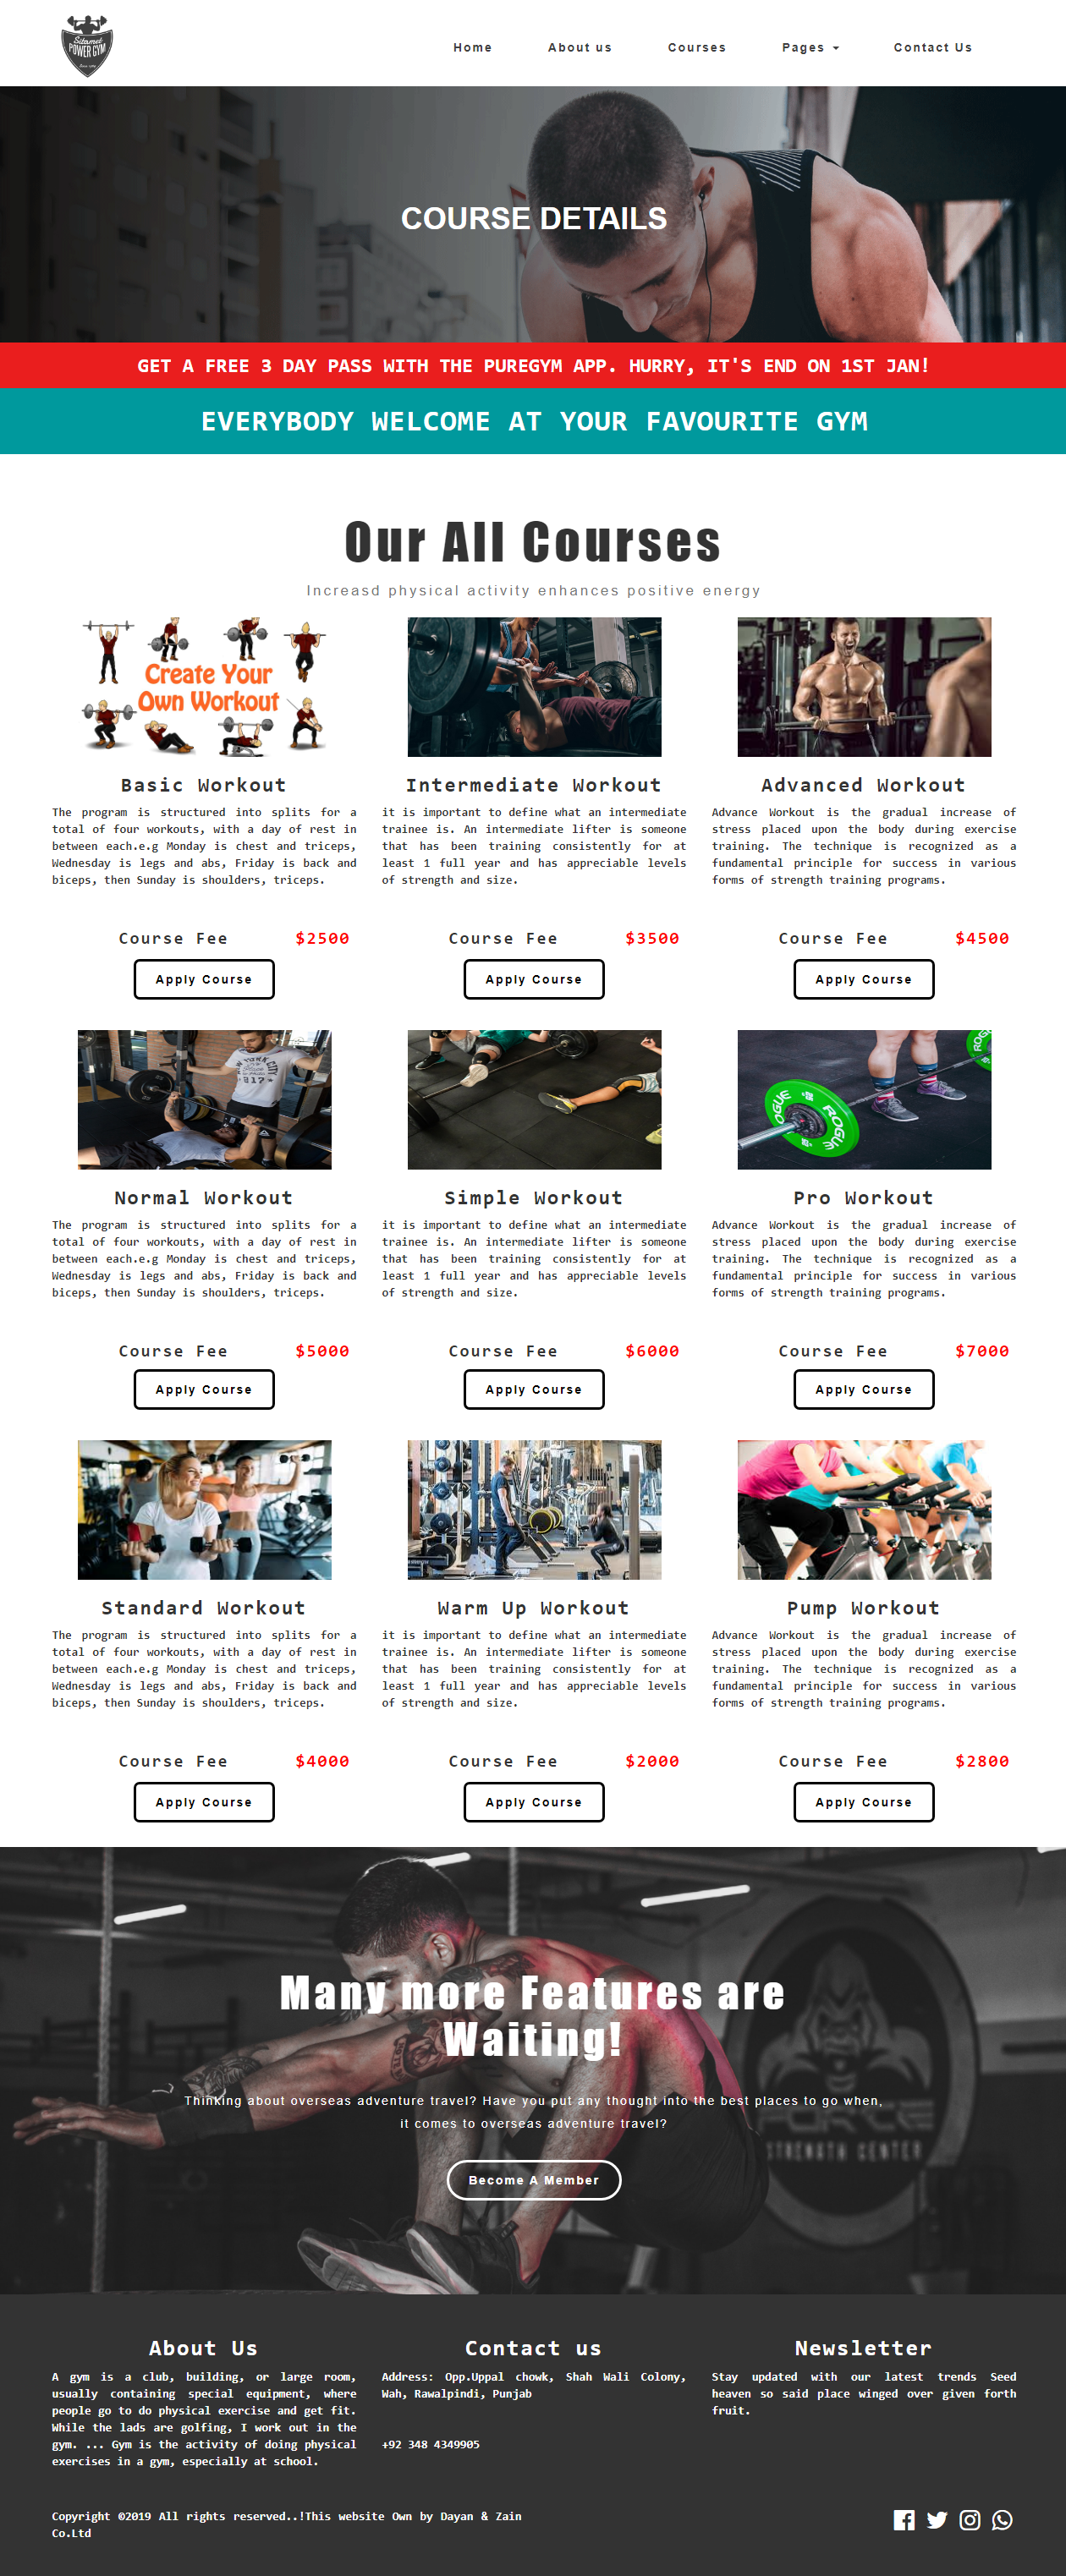 Sitamet
POWER GYM
Home
About us
Courses
Pages
Contact Us
COURSE DETAILS
GET A FREE 3 DAY PASS WITH THE PUREGYM APP. HURRY, IT'S END ON 1ST JAN!
EVERYBODY WELCOME AT YOUR FAVOURITE GYM
Our All Courses
Increasd physical activity enhances positive energy
Create Your
Own Workout
Basic Workout
The program is structured into splits for a
total of four workouts, with a day of rest in
between each.e.g Monday is chest and triceps,
Wednesday is legs and abs, Friday is back and
biceps, then Sunday is shoulders, triceps.
Course Fee $2500
Apply Course
Intermediate Workout
it is important to define what an intermediate
trainee is. An intermediate lifter is someone
that has been training consistently for at
least 1 full year and has appreciable levels
of strength and size.
Course Fee $3500
Apply Course
Advanced Workout
Advance Workout is the gradual increase of
stress placed upon the body during exercise
training. The technique is recognized as a
fundamental principle for success in various
forms of strength training programs.
Course Fee $4500
Apply Course
NEW YORK CITY
817
Normal Workout
The program is structured into splits for a
total of four workouts, with a day of rest in
between each.e.g Monday is chest and triceps,
Wednesday is legs and abs, Friday is back and
biceps, then Sunday is shoulders, triceps.
Course Fee $5000
Apply Course
Simple Workout
it is important to define what an intermediate
trainee is. An intermediate lifter is someone
that has been training consistently for at
least 1 full year and has appreciable levels
of strength and size.
Course Fee $6000
Apply Course
ROGUE
Pro Workout
Advance Workout is the gradual increase of
stress placed upon the body during exercise
training. The technique is recognized as a
fundamental principle for success in various
forms of strength training programs.
Course Fee $7000
Apply Course
Standard Workout
The program is structured into splits for a
total of four workouts, with a day of rest in
between each.e.g Monday is chest and triceps,
Wednesday is legs and abs, Friday is back and
biceps, then Sunday is shoulders, triceps.
Course Fee $4000
Apply Course
Warm Up Workout
it is important to define what an intermediate
trainee is. An intermediate lifter is someone
that has been training consistently for at
least 1 full year and has appreciable levels
of strength and size.
Course Fee $2000
Apply Course
Pump Workout
Advance Workout is the gradual increase of
stress placed upon the body during exercise
training. The technique is recognized as a
fundamental principle for success in various
forms of strength training programs.
Course Fee $2800
Apply Course
Many more Features are
Waiting!
Thinking about overseas adventure travel? Have you put any thought into the best places to go when,
it comes to overseas adventure travel?
STRENGTH CENTER
Become A Member
About Us
A gym is a club, building, or large room,
usually containing special equipment, where
people go to do physical exercise and get fit.
While the lads are golfing, I work out in the
gym. ... Gym is the activity of doing physical
exercises in a gym, especially at school.
Contact us
Address: Opp.Uppal chowk, Shah Wali Colony,
Wah, Rawalpindi, Punjab
+92 348 4349905
Newsletter
Stay updated with our latest trends Seed
heaven so said place winged over given forth
fruit.
Copyright ©2019 All rights reserved..!This website Own by Dayan & Zain
Co.Ltd